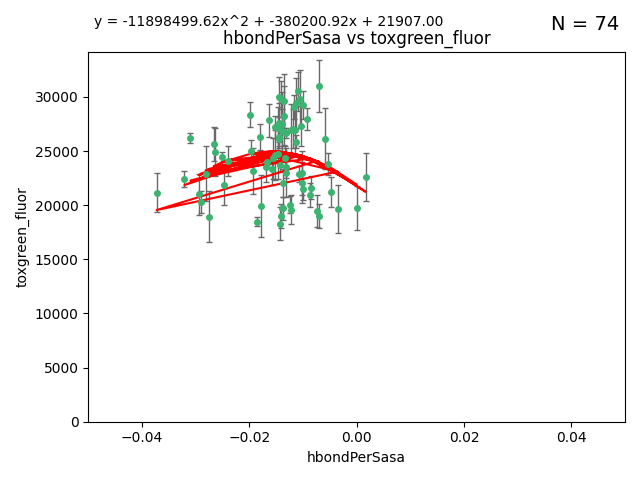 y = -11898499.62x^2 + -380200.92x + 21907.00
N = 74
hbondPerSasa vs toxgreen_fluor
toxgreen_fluor
30000
25000
20000
15000
10000
5000
0
−0.04
−0.02
0.00
0.02
0.04
hbondPerSasa